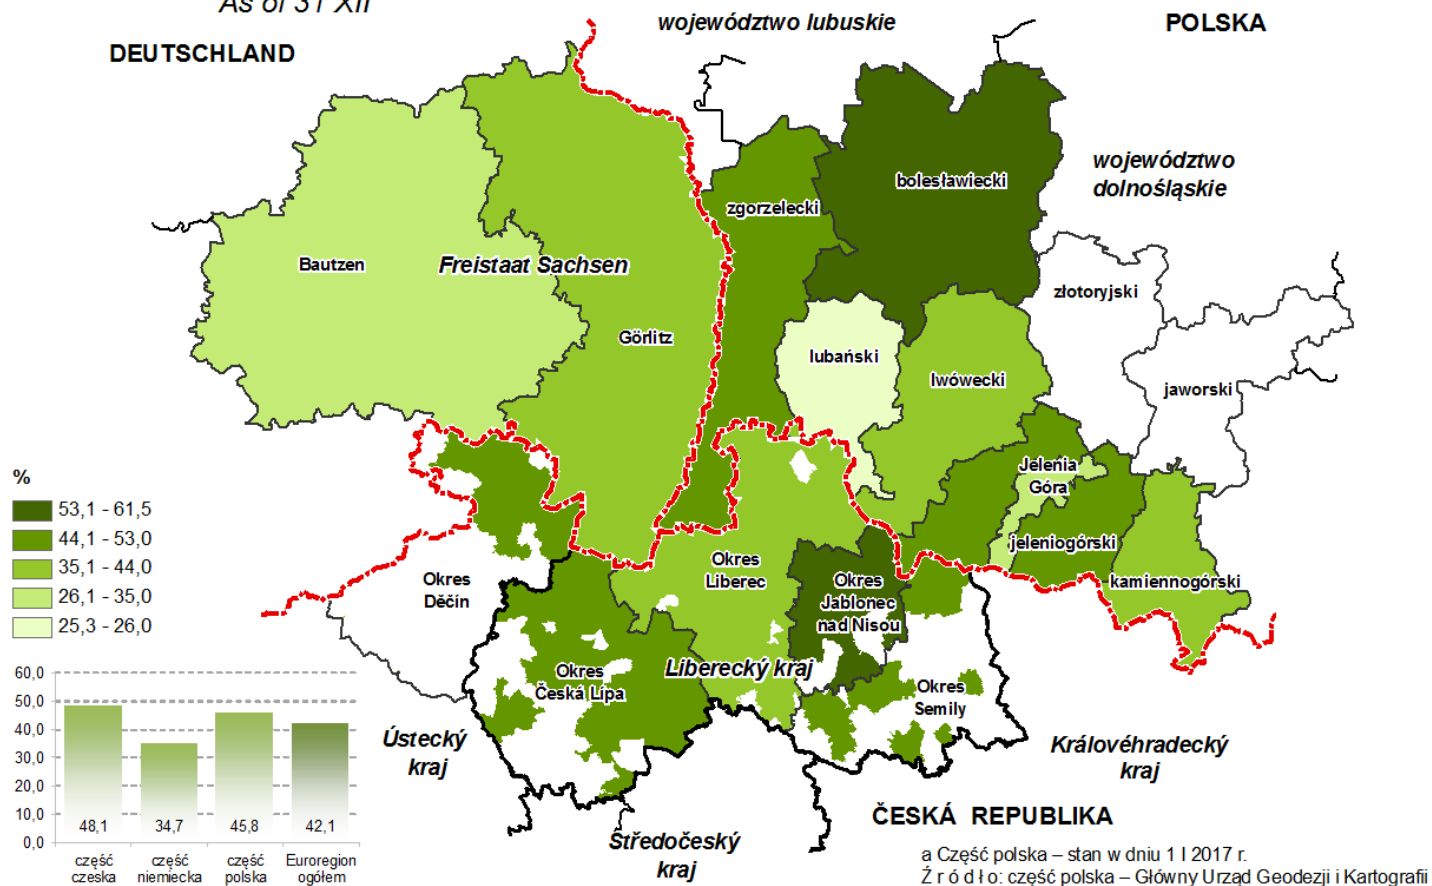 As of 31 XII
województwo lubuskie
POLSKA
DEUTSCHLAND
województwo
dolnośląskie
bolesławiecki
zgorzelecki
Bautzen
Freistaat Sachsen
złotoryjski
Görlitz
lubański
lwówecki
jaworski
Jelenia
Góra
jeleniogórski
kamiennogórski
%
53,1 - 61,5
44,1 - 53,0
35,1 - 44,0
26,1 - 35,0
25,3 - 26,0
Okres
Děčín
Okres
Liberec
Okres
Jablonec
nad Nisou
Liberecký kraj
Okres
Česká Lípa
Okres
Semily
Ústecký
kraj
Královéhradecký
kraj
Středočeský
kraj
ČESKÁ REPUBLIKA
60,0
50,0
40,0
30,0
20,0
10,0
0,0
48,1
34,7
45,8
42,1
część
czeska
część
niemiecka
część
polska
Euroregion
ogółem
a Część polska – stan w dniu 1 I 2017 r.
Ź r ó d ł o: część polska – Główny Urząd Geodezji i Kartografii